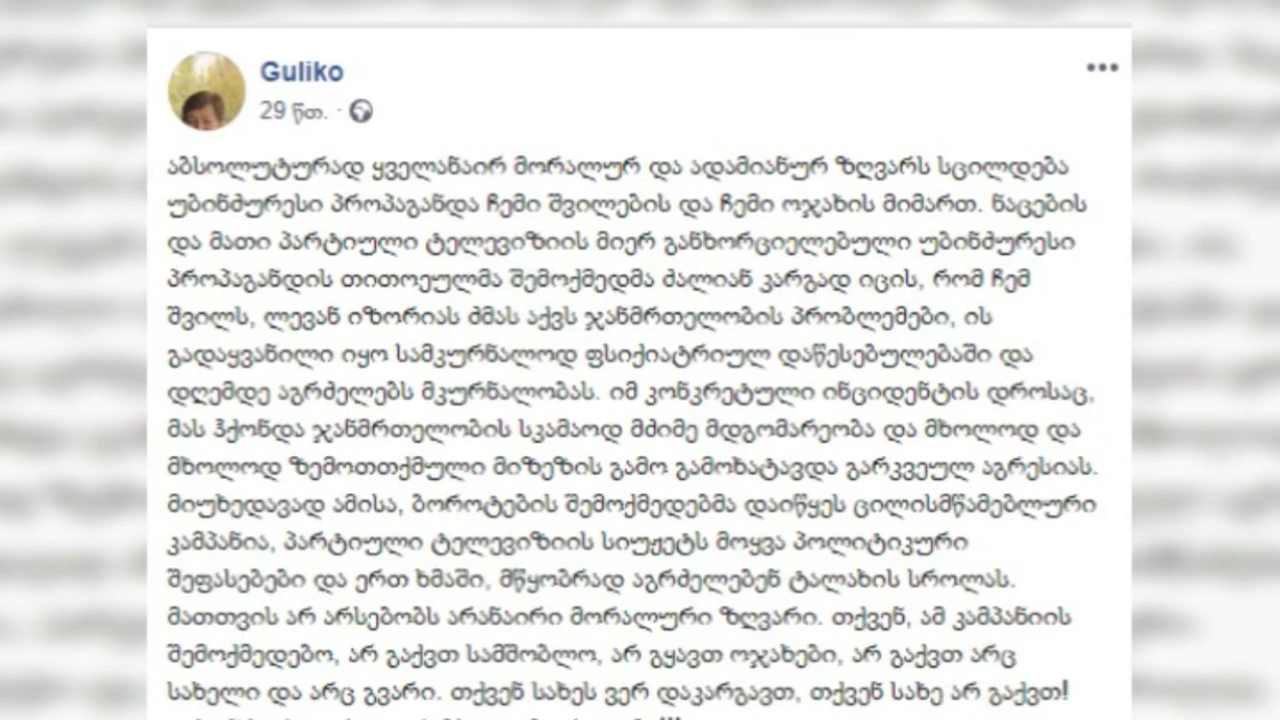 Guliko
29 წთ. ·
აბსოლუტურად ყველანაირ მორალურ და ადამიანურ ზღვარს სცილდება
უბინძურესი პროპაგანდა ჩემი შვილების და ჩემი ოჯახის მიმართ. ნაცების
და მათი პარტიული ტელევიზიის მიერ განხორციელებული უბინძურესი
პროპაგანდის თითოეულმა შემოქმედმა ძალიან კარგად იცის, რომ ჩემ
შვილს, ლევან იზორიას ძმას აქვს ჯანმრთელობის პრობლემები, ის
გადაყვანილი იყო სამკურნალოდ ფსიქიატრიულ დაწესებულებაში და
დღემდე აგრძელებს მკურნალობას. იმ კონკრეტული ინციდენტის დროსაც,
მას ჰქონდა ჯანმრთელობის სკამაოდ მძიმე მდგომარეობა და მხოლოდ და
მხოლოდ ზემოთთქმული მიზეზის გამო გამოხატავდა გარკვეულ აგრესიას.
მიუხედავად ამისა, ბოროტების შემოქმედებმა დაიწყეს ცილისმწამებლური
კამპანია, პარტიული ტელევიზიის სიუჟეტს მოყვა პოლიტიკური
შეფასებები და ერთ ხმაში, მწყობრად აგრძელებენ ტალახის სროლას.
მათთვის არ არსებობს არანაირი მორალური ზღვარი. თქვენ, ამ კამპანიის
შემოქმედებო, არ გაქვთ სამშობლო, არ გყავთ ოჯახები, არ გაქვთ არც
სახელი და არც გვარი. თქვენ სახეს ვერ დაკარგავთ, თქვენ სახე არ გაქვთ!